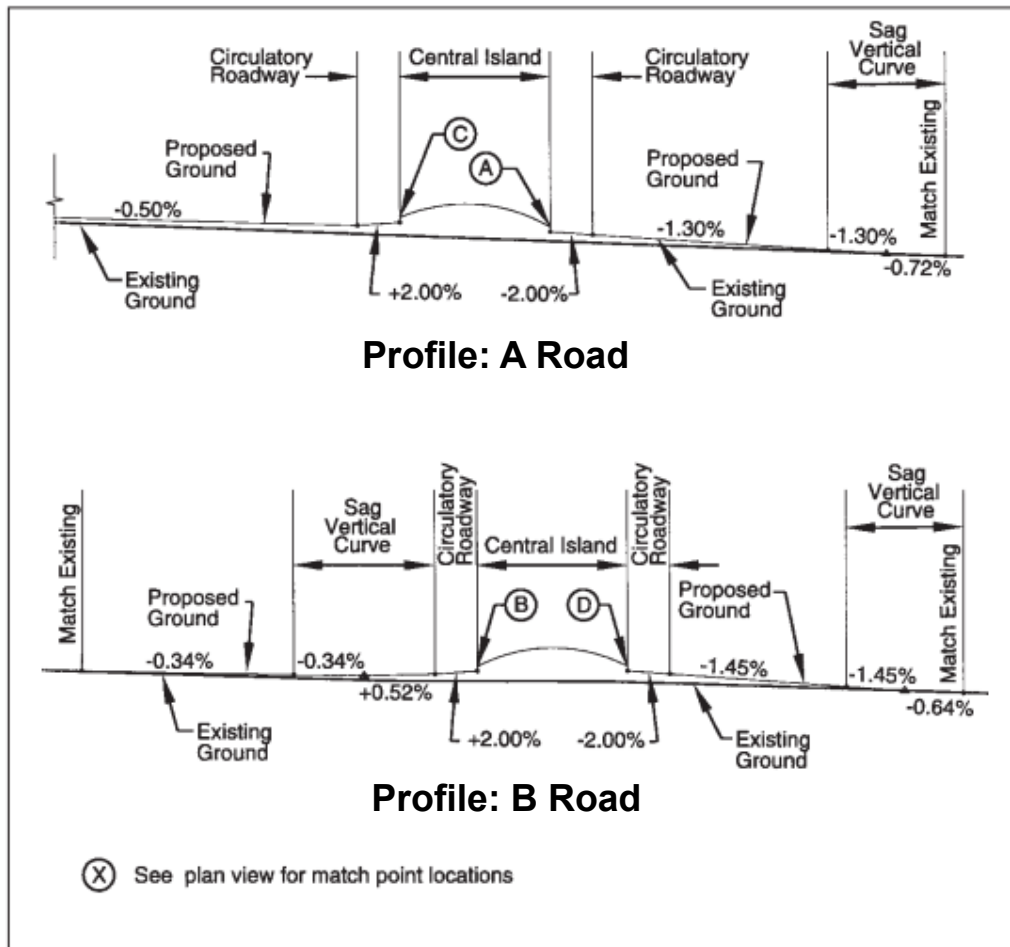 Circulatory
Roadway
Central Island
Circulatory
Roadway
Sag
Vertical
Curve
Match Existing
C
A
Proposed
Ground
Proposed
Ground
-0.50%
-1.30%
-1.30%
-0.72%
Existing
Ground
+2.00%
-2.00%
Existing
Ground
Profile: A Road
Match Existing
Sag
Vertical
Curve
Circulatory
Roadway
Central Island
Circulatory
Roadway
Sag
Vertical
Curve
Match Existing
Proposed
Ground
B
D
Proposed
Ground
-0.34%
-0.34%
+0.52%
-1.45%
-1.45%
-0.64%
Existing
Ground
+2.00%
-2.00%
Existing
Ground
Profile: B Road
X See plan view for match point locations